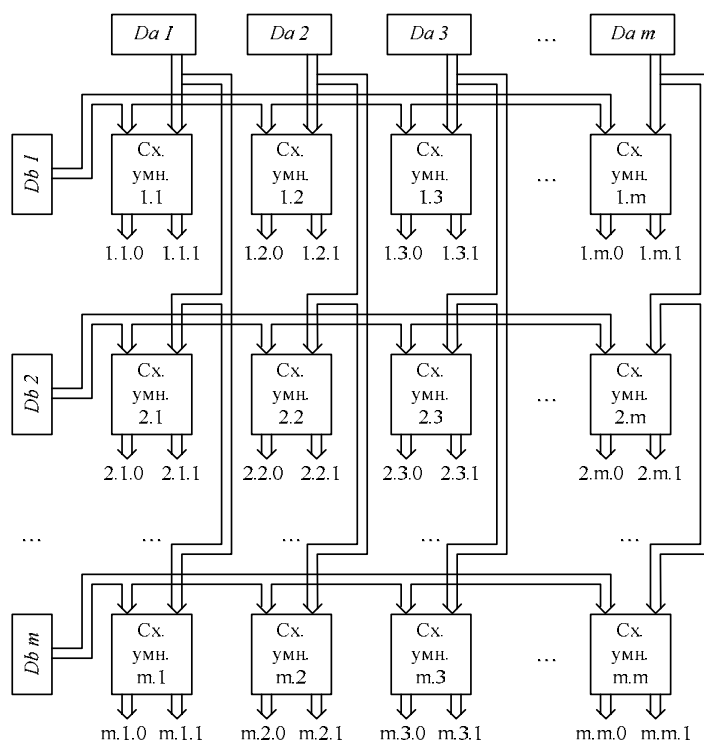 Da 1 Da 2 Da 3 ... Da m
Db 1
Сх. умн. 1.1
Сх. умн. 1.2
Сх. умн. 1.3
...
Сх. умн. 1.m
1.1.0 1.1.1 1.2.0 1.2.1 1.3.0 1.3.1 1.m.0 1.m.1
Db 2
Сх. умн. 2.1
Сх. умн. 2.2
Сх. умн. 2.3
...
Сх. умн. 2.m
2.1.0 2.1.1 2.2.0 2.2.1 2.3.0 2.3.1 2.m.0 2.m.1
... ... ... ... ...
Db m
Сх. умн. m.1
Сх. умн. m.2
Сх. умн. m.3
...
Сх. умн. m.m
m.1.0 m.1.1 m.2.0 m.2.1 m.3.0 m.3.1 m.m.0 m.m.1